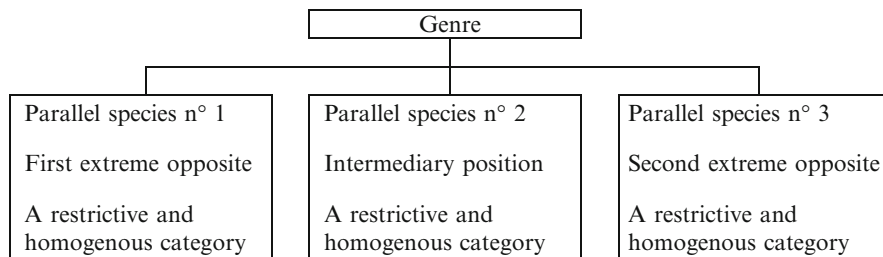 Genre
Parallel species n° 1
First extreme opposite
A restrictive and
homogenous category
Parallel species n° 2
Intermediary position
A restrictive and
homogenous category
Parallel species n° 3
Second extreme opposite
A restrictive and
homogenous category